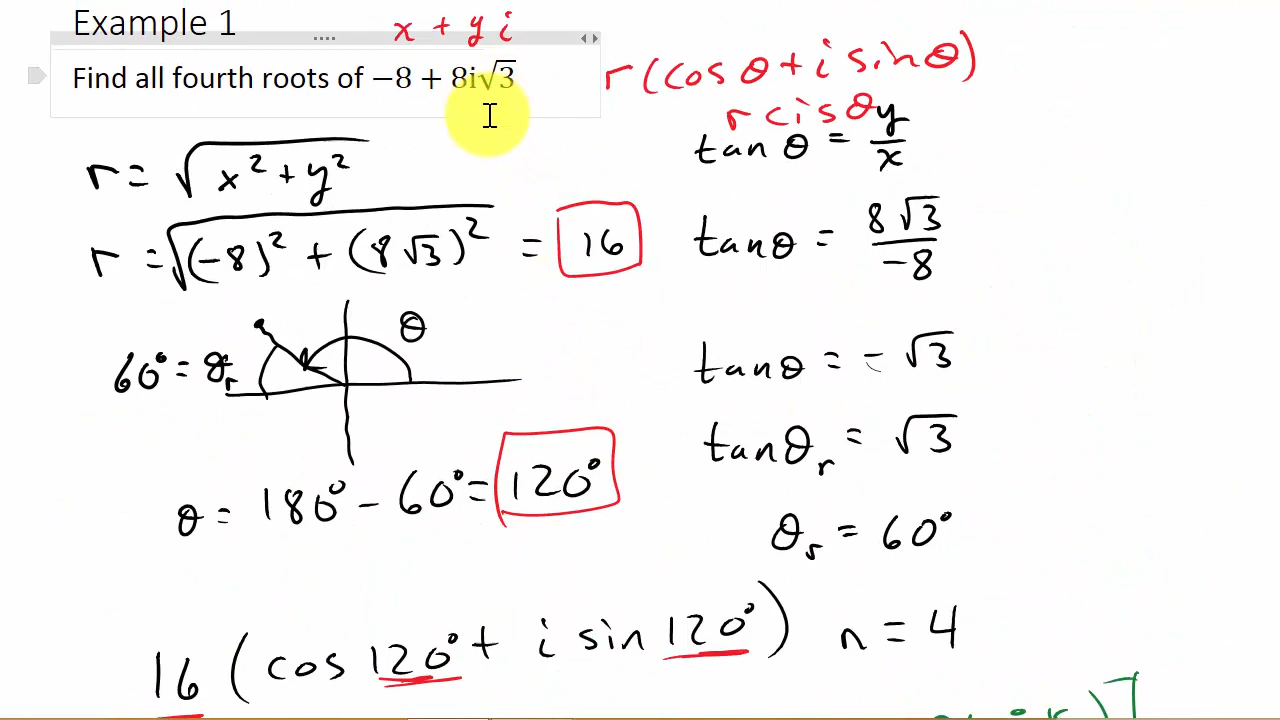 Example 1
x + y i
Find all fourth roots of −8 + 8i√3
r(cos θ + i sin θ)
r cis θ
r = √(x² + y²)
tan θ = y/x
r = √((-8)² + (8√3)²) = 16
tan θ = 8√3/-8
θ
60° = θr
tan θ = -√3
tan θr = √3
θ = 180° - 60° = 120°
θr = 60°
16 (cos 120° + i sin 120°) n = 4